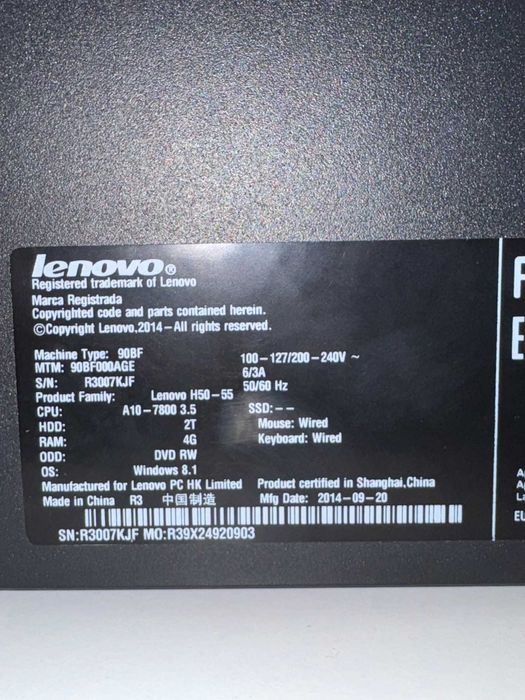 lenovo®
Registered trademark of Lenovo
Marca Registrada
Copyrighted code and parts contained herein.
©Copyright Lenovo,2014–All rights reserved.
Machine Type: 90BF
MTM: 90BF000AGE
S/N: R3007KJF
100-127/200-240V ~
6/3A
50/60 Hz
Product Family: Lenovo H50-55
CPU: A10-7800 3.5 SSD:--
HDD: 2T Mouse: Wired
RAM: 4G Keyboard: Wired
ODD: DVD RW
OS: Windows 8.1
Manufactured for Lenovo PC HK Limited Product certified in Shanghai,China
Made in China R3 中国制造 Mfg Date: 2014-09-20
SN:R3007KJF MO:R39X24920903